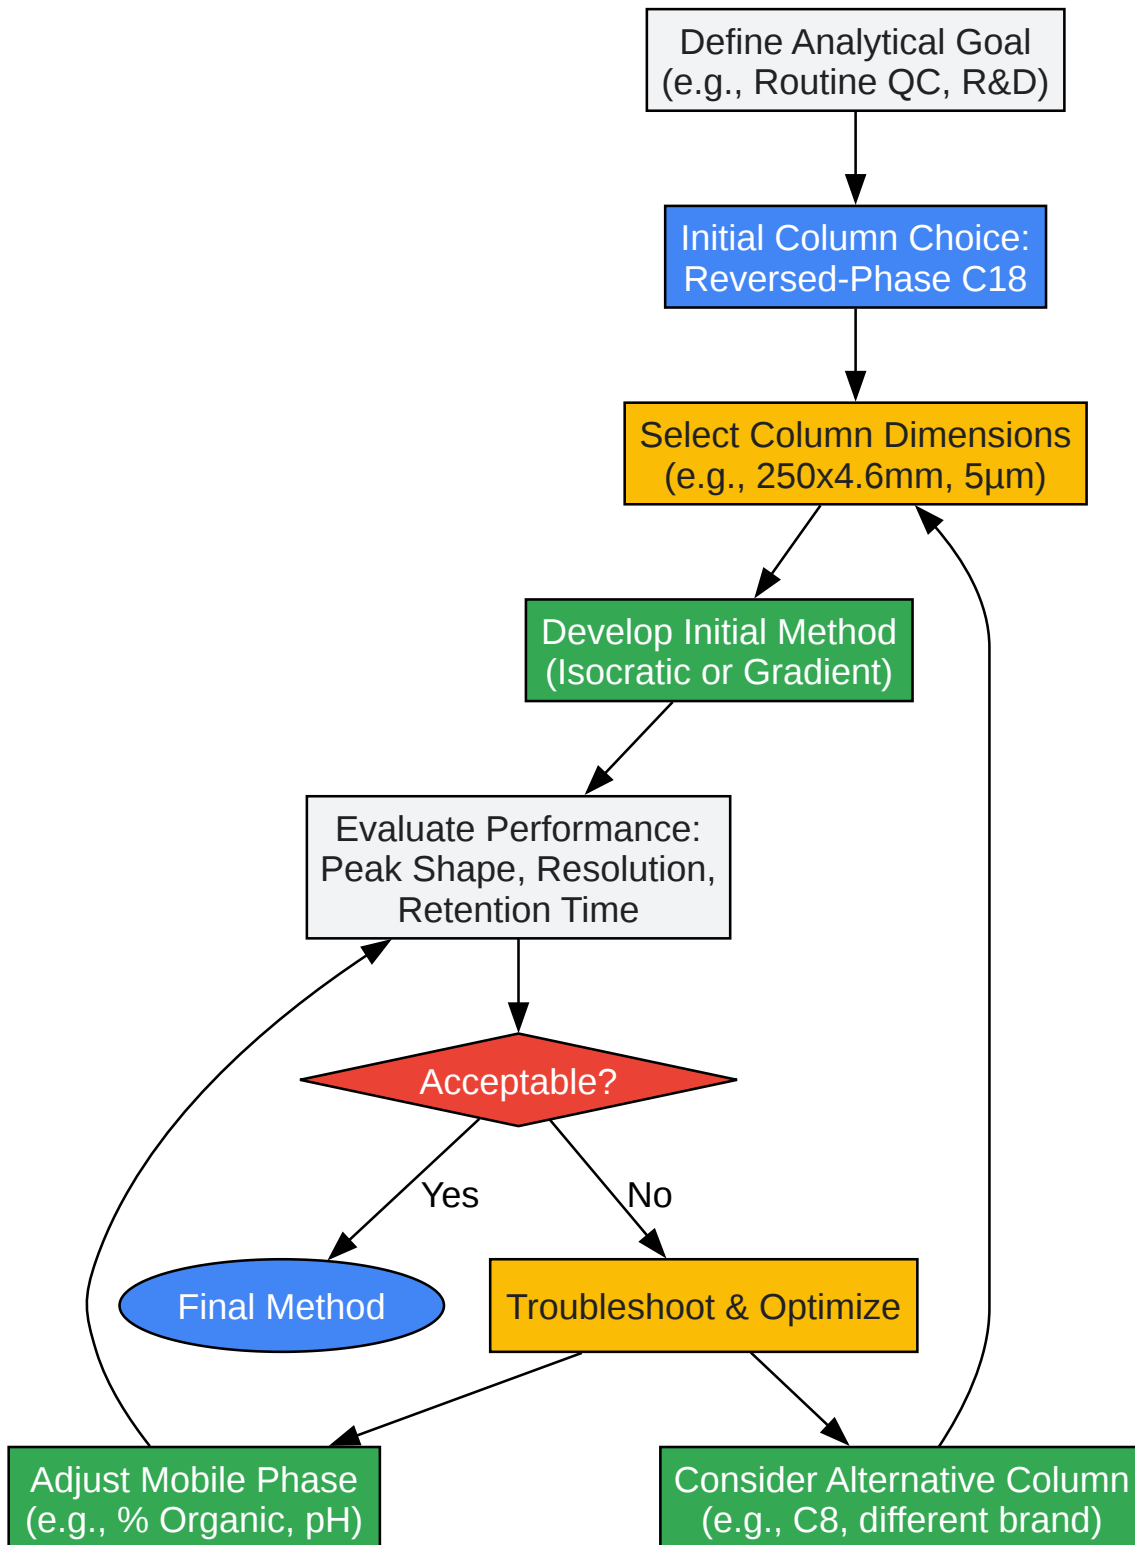 Define Analytical Goal
(e.g., Routine QC, R&D)
Initial Column Choice:
Reversed-Phase C18
Select Column Dimensions
(e.g., 250x4.6mm, 5µm)
Develop Initial Method
(Isocratic or Gradient)
Evaluate Performance:
Peak Shape, Resolution,
Retention Time
Acceptable?
Yes
No
Final Method
Troubleshoot & Optimize
Adjust Mobile Phase
(e.g., % Organic, pH)
Consider Alternative Column
(e.g., C8, different brand)